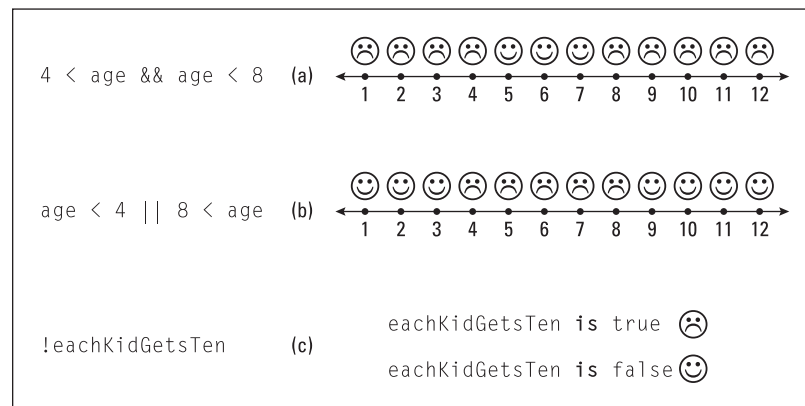 4 < age && age < 8 (a)
1 2 3 4 5 6 7 8 9 10 11 12
age < 4 || 8 < age (b)
1 2 3 4 5 6 7 8 9 10 11 12
eachKidGetsTen is true
!eachKidGetsTen (c)
eachKidGetsTen is false